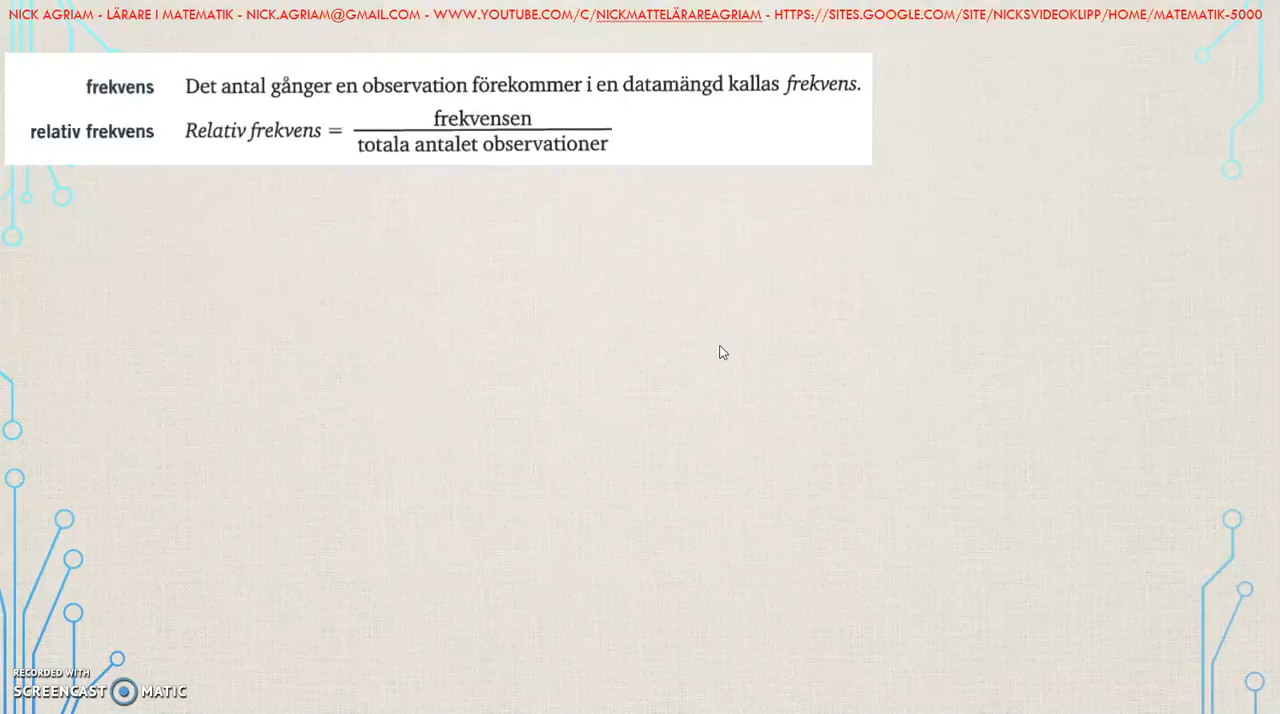 NICK AGRIAM - LÄRARE I MATEMATIK - NICK.AGRIAM@GMAIL.COM - WWW.YOUTUBE.COM/C/NICKMATTELÄRAREAGRIAM - HTTPS://SITES.GOOGLE.COM/SITE/NICKSVIDEOKLIPP/HOME/MATEMATIK-5000
frekvens Det antal gånger en observation förekommer i en datamängd kallas frekvens.
relativ frekvens Relativ frekvens = frekvensen
totala antalet observationer
RECORDED WITH
SCREENCAST MATIC